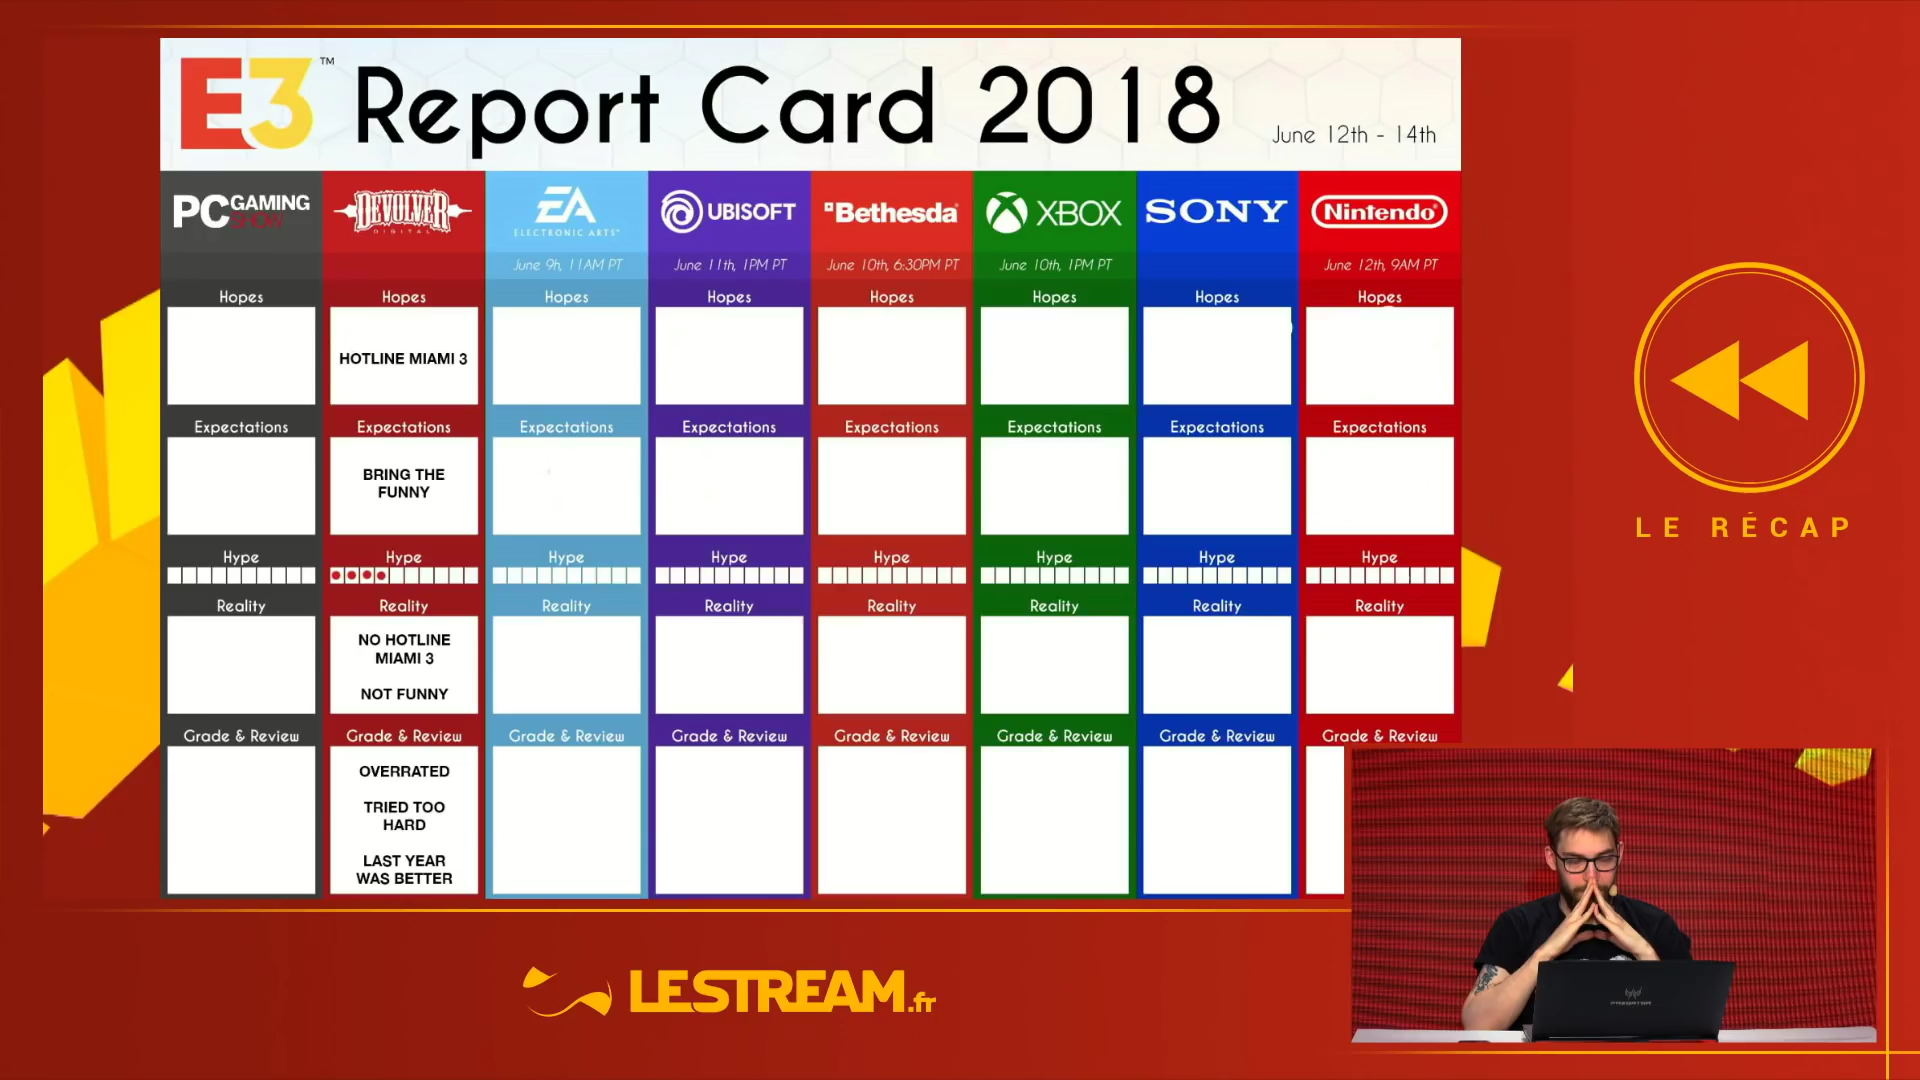 E3™ Report Card 2018 June 12th - 14th
PC GAMING SHOW
DEVOLVER DIGITAL
EA ELECTRONIC ARTS™
UBISOFT
Bethesda
XBOX
SONY
Nintendo
June 9h, 11AM PT
June 11th, 1PM PT
June 10th, 6:30PM PT
June 10th, 1PM PT
June 12th, 9AM PT
Hopes Hopes Hopes Hopes Hopes Hopes Hopes Hopes
HOTLINE MIAMI 3
Expectations Expectations Expectations Expectations Expectations Expectations Expectations Expectations
BRING THE
FUNNY
Hype Hype Hype Hype Hype Hype Hype Hype
Reality Reality Reality Reality Reality Reality Reality Reality
NO HOTLINE
MIAMI 3
NOT FUNNY
Grade & Review Grade & Review Grade & Review Grade & Review Grade & Review Grade & Review Grade & Review Grade & Review
OVERRATED
TRIED TOO
HARD
LAST YEAR
WAS BETTER
LE RÉCAP
LESTREAM.fr
PREDATOR